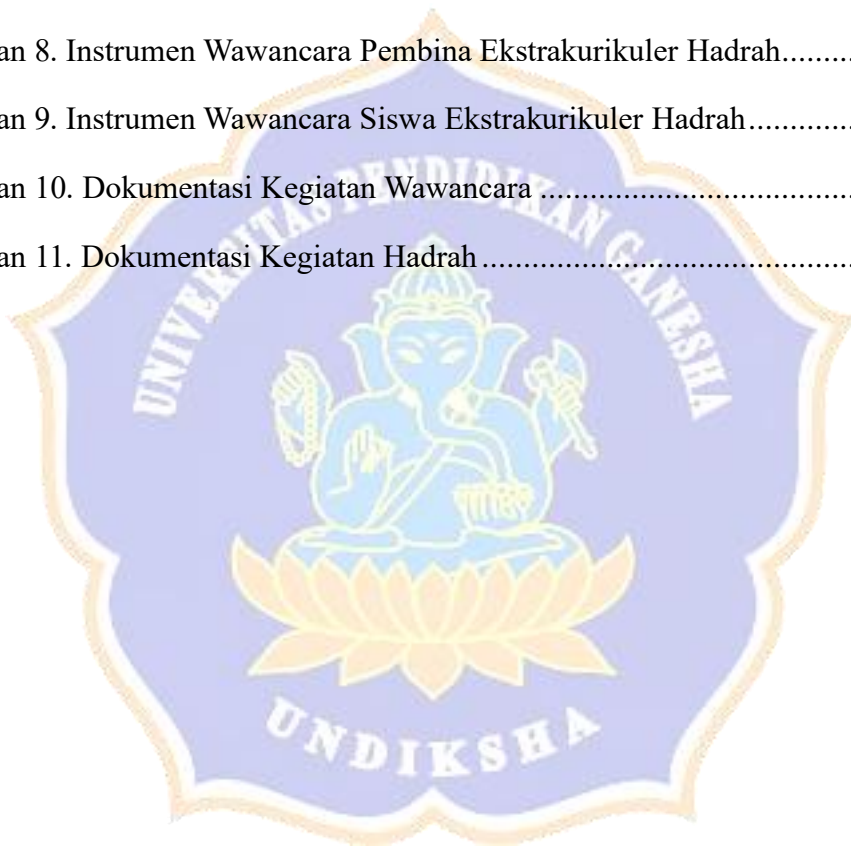 an 8. Instrumen Wawancara Pembina Ekstrakurikuler Hadrah.........
an 9. Instrumen Wawancara Siswa Ekstrakurikuler Hadrah.............
an 10. Dokumentasi Kegiatan Wawancara ......................................
an 11. Dokumentasi Kegiatan Hadrah .............................................
UNIVERSITAS PENDIDIKAN GANESHA
UNDIKSHA